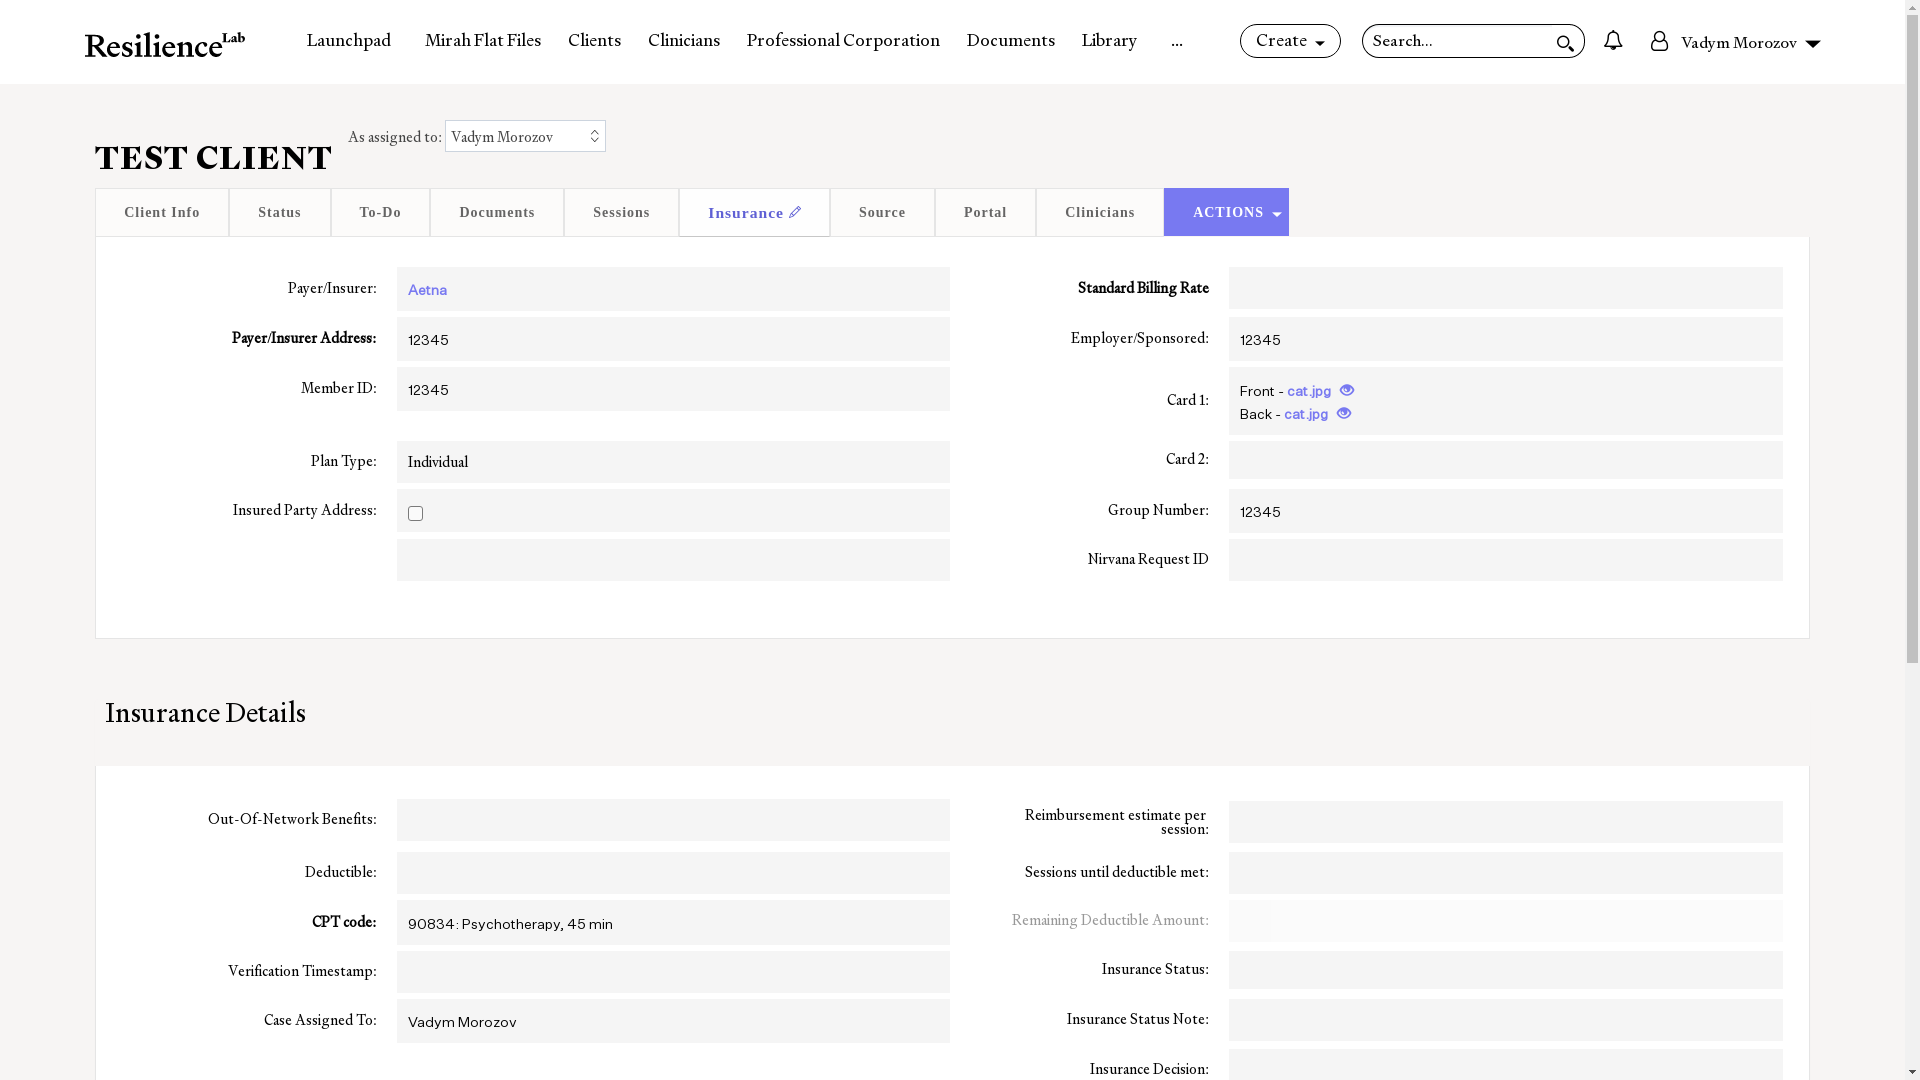 ResilienceLab
Launchpad
Mirah Flat Files
Clients
Clinicians
Professional Corporation
Documents
Library
...
Create
Search...
Vadym Morozov
TEST CLIENT
As assigned to:
Vadym Morozov
Client Info
Status
To-Do
Documents
Sessions
Insurance
Source
Portal
Clinicians
ACTIONS
Payer/Insurer:
Aetna
Standard Billing Rate
Payer/Insurer Address:
12345
Employer/Sponsored:
12345
Member ID:
12345
Card 1:
Front - cat.jpg
Back - cat.jpg
Plan Type:
Individual
Card 2:
Insured Party Address:
Group Number:
12345
Nirvana Request ID
Insurance Details
Out-Of-Network Benefits:
Reimbursement estimate per
session:
Deductible:
Sessions until deductible met:
CPT code:
90834: Psychotherapy, 45 min
Remaining Deductible Amount:
Verification Timestamp:
Insurance Status:
Case Assigned To:
Vadym Morozov
Insurance Status Note:
Insurance Decision: